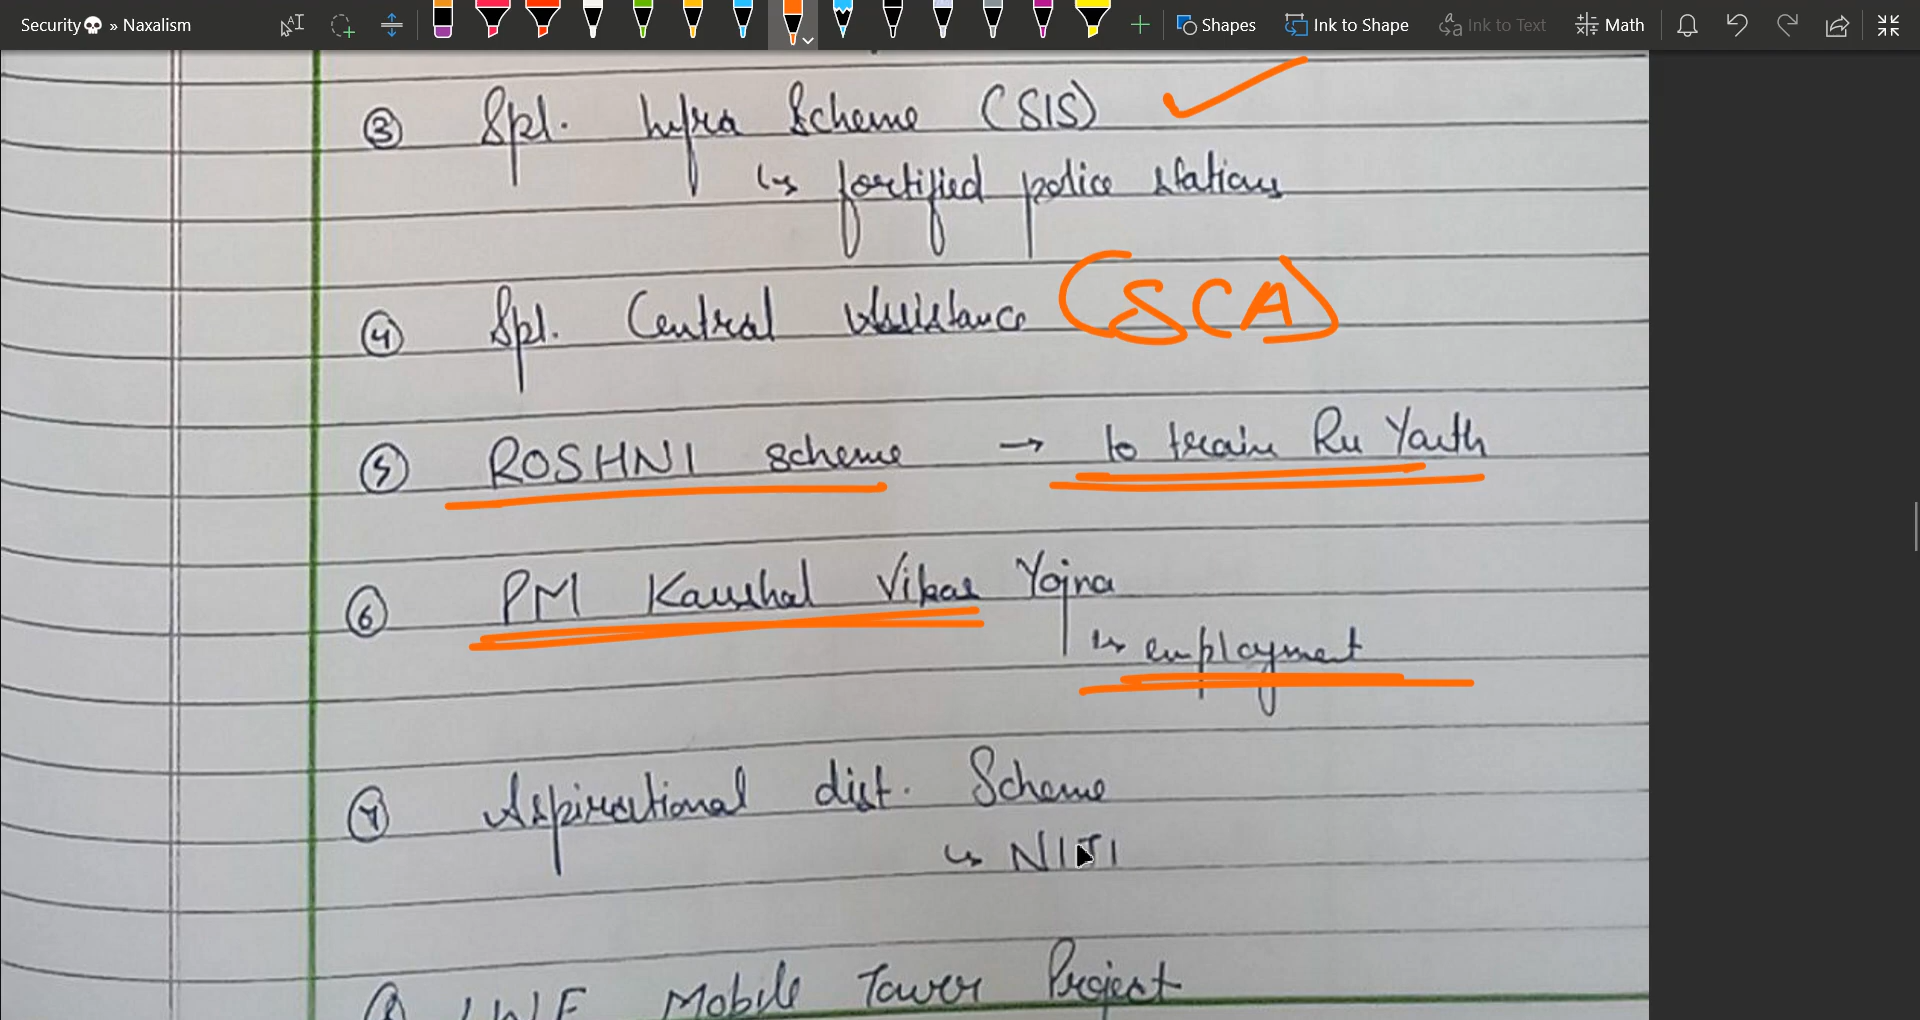 Security💀 » Naxalism
Shapes
Ink to Shape
Ink to Text
Math
③ Spl. Infra Scheme (SIS)
↳ fortified police stations
④ Spl. Central Assistance (SCA)
⑤ ROSHNI scheme → to train Ru Youth
⑥ PM Kaushal Vikas Yojna
↳ employment
⑦ Aspirational dist. Scheme
↳ NITI
⑧ LWE Mobile Tower Project